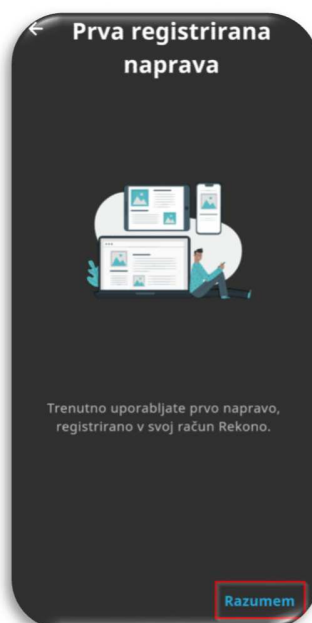 Prva registrirana
naprava
Trenutno uporabljate prvo napravo,
registrirano v svoj račun Rekono.
Razumem